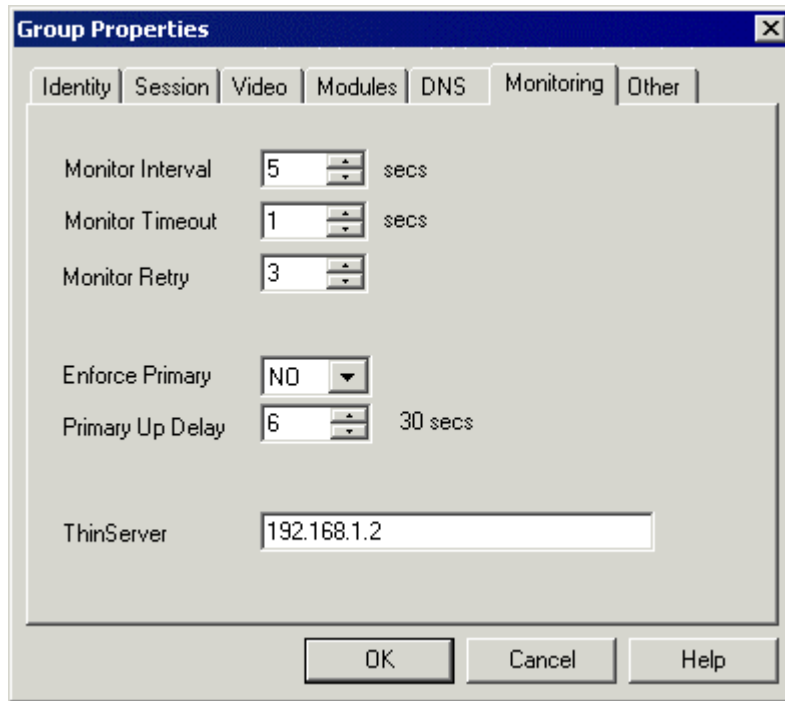 Group Properties
Identity Session Video Modules DNS Monitoring Other
Monitor Interval 5 secs
Monitor Timeout 1 secs
Monitor Retry 3
Enforce Primary NO
Primary Up Delay 6 30 secs
ThinServer 192.168.1.2
OK Cancel Help